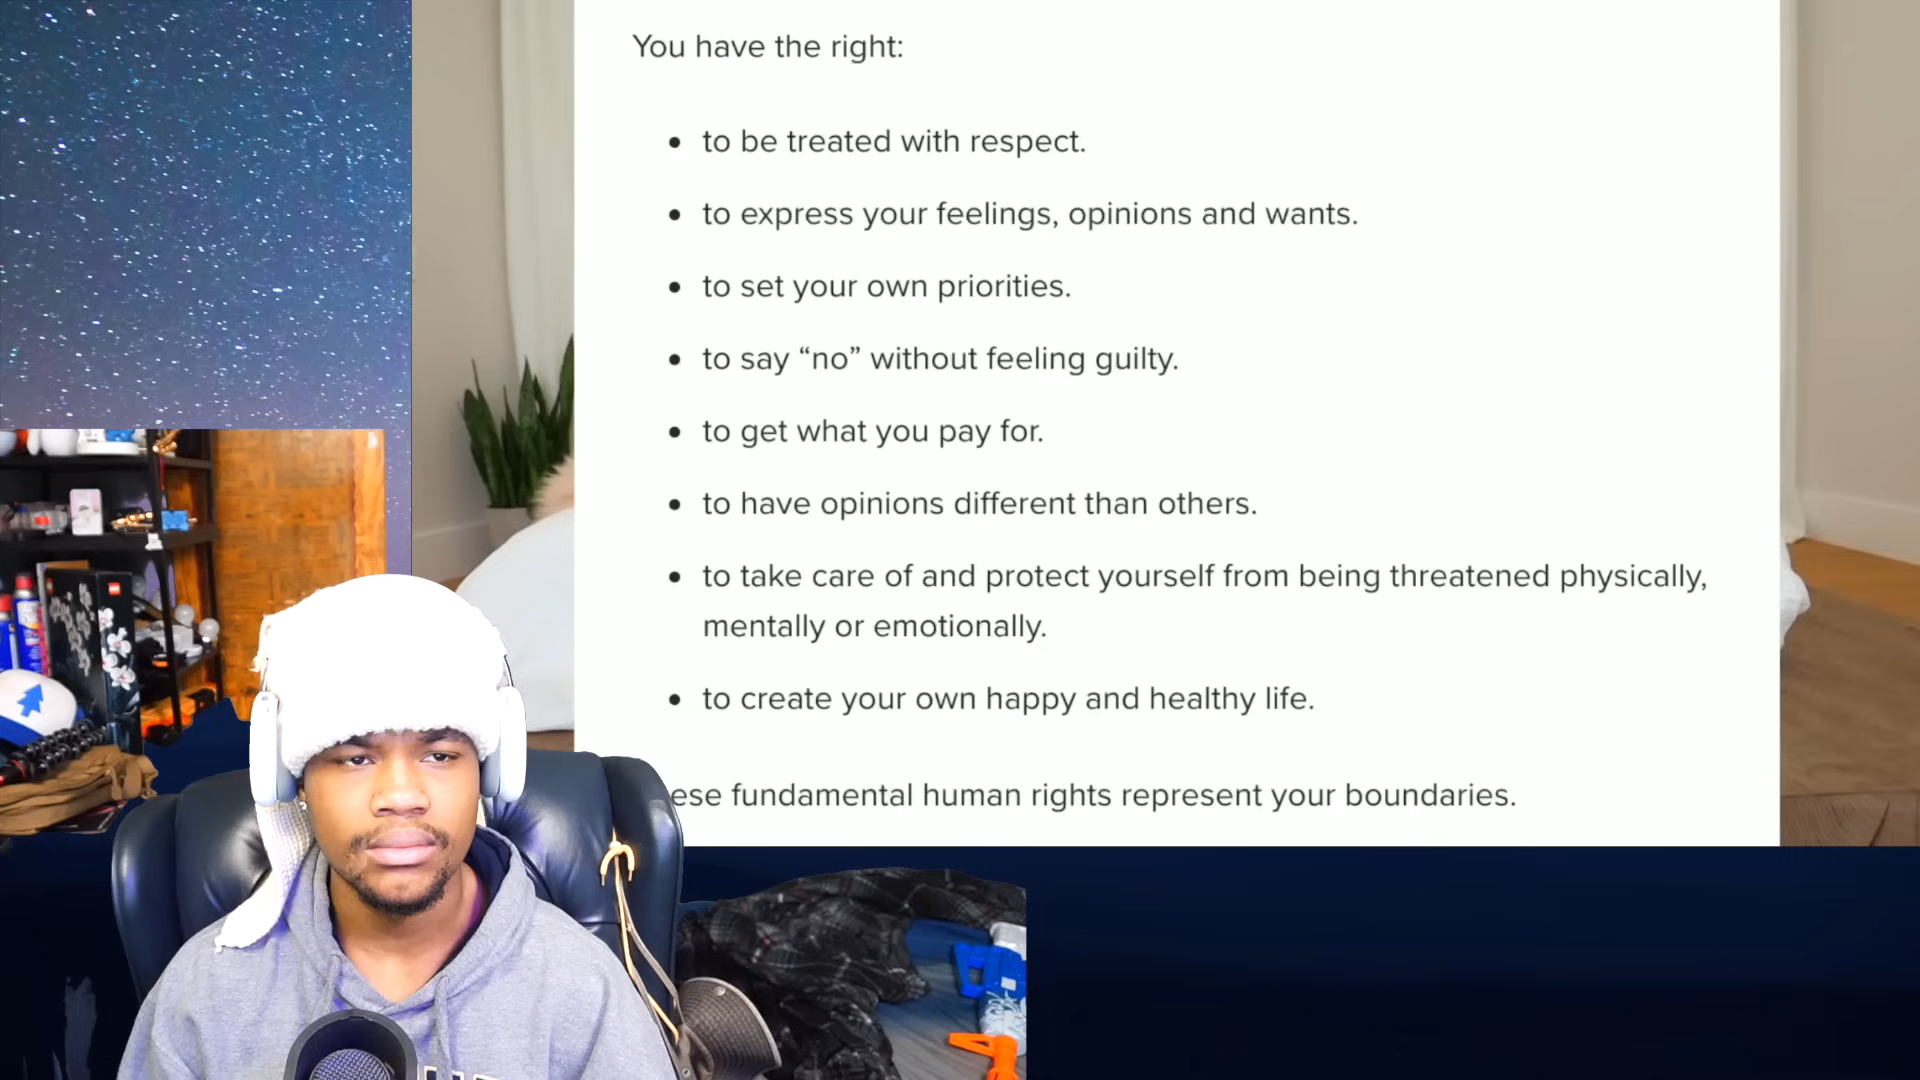 You have the right:
to be treated with respect.
to express your feelings, opinions and wants.
to set your own priorities.
to say “no” without feeling guilty.
to get what you pay for.
to have opinions different than others.
to take care of and protect yourself from being threatened physically,
mentally or emotionally.
to create your own happy and healthy life.
ese fundamental human rights represent your boundaries.